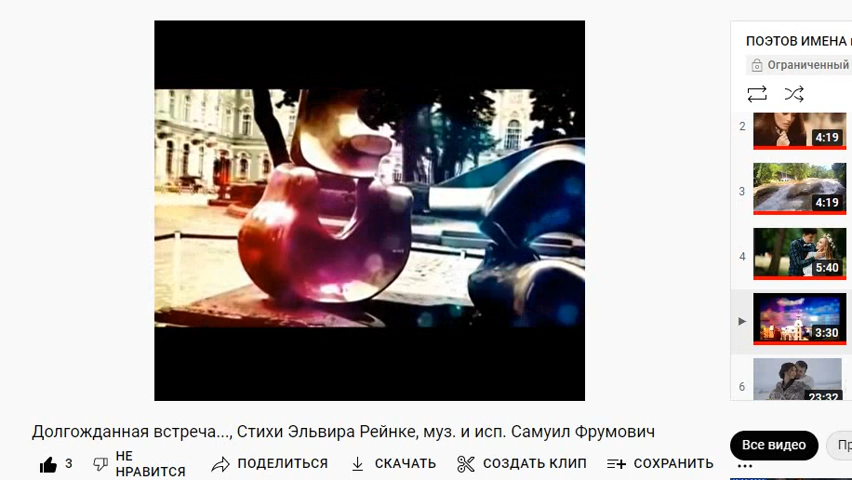 ПОЭТОВ ИМЕНА
Ограниченный
2
4:19
3
4:19
4
5:40
3:30
6
23:32
Долгожданная встреча..., Стихи Эльвира Рейнке, муз. и исп. Самуил Фрумович
3
НЕ
НРАВИТСЯ
ПОДЕЛИТЬСЯ
СКАЧАТЬ
СОЗДАТЬ КЛИП
СОХРАНИТЬ
Все видео